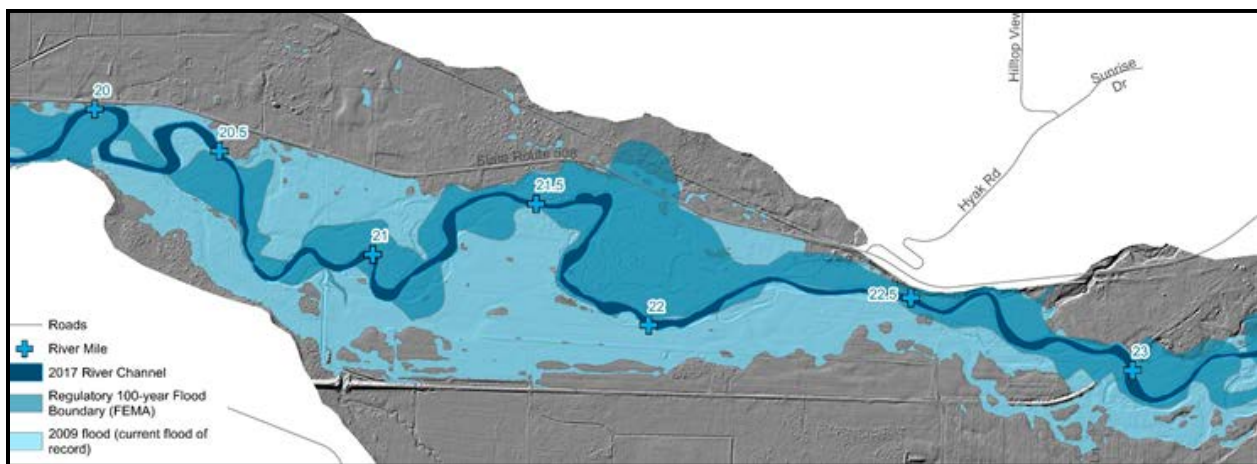 Hilltop View
Sunrise
Dr
20
20.5
State Route 508
21.5
Hyak Rd
21
22.5
22
23
Roads
River Mile
2017 River Channel
Regulatory 100-year Flood
Boundary (FEMA)
2009 flood (current flood of
record)